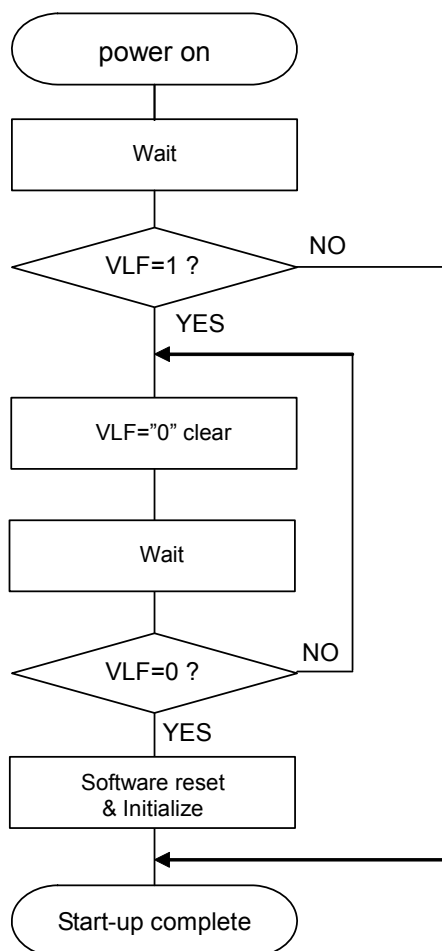 power on
Wait
VLF=1 ?
NO
YES
VLF=”0” clear
Wait
VLF=0 ?
NO
YES
Software reset
& Initialize
Start-up complete